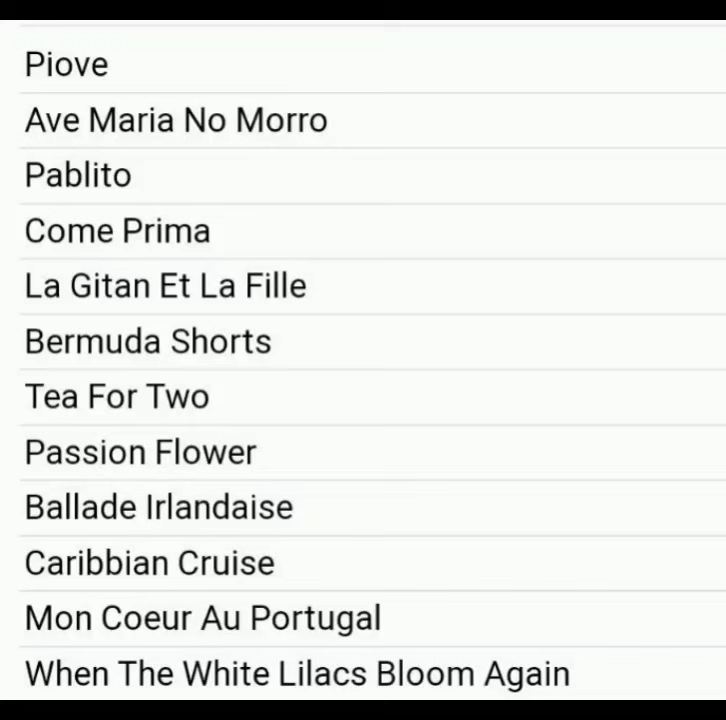 Piove
Ave Maria No Morro
Pablito
Come Prima
La Gitan Et La Fille
Bermuda Shorts
Tea For Two
Passion Flower
Ballade Irlandaise
Caribbian Cruise
Mon Coeur Au Portugal
When The White Lilacs Bloom Again